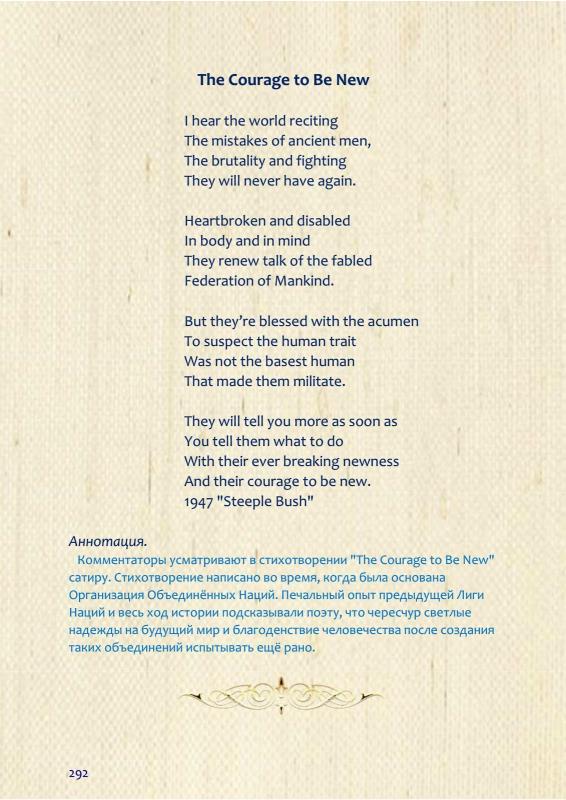 The Courage to Be New
I hear the world reciting
The mistakes of ancient men,
The brutality and fighting
They will never have again.
Heartbroken and disabled
In body and in mind
They renew talk of the fabled
Federation of Mankind.
But they're blessed with the acumen
To suspect the human trait
Was not the basest human
That made them militate.
They will tell you more as soon as
You tell them what to do
With their ever breaking newness
And their courage to be new.
1947 "Steeple Bush"
Аннотация.
Комментаторы усматривают в стихотворении "The Courage to Be New"
сатиру. Стихотворение написано во время, когда была основана
Организация Объединённых Наций. Печальный опыт предыдущей Лиги
Наций и весь ход истории подсказывали поэту, что чересчур светлые
надежды на будущий мир и благоденствие человечества после создания
таких объединений испытывать ещё рано.
292